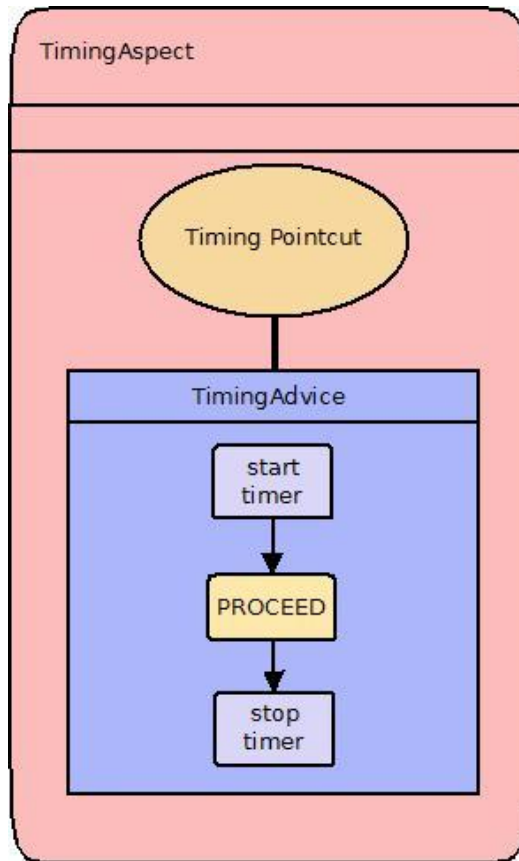 TimingAspect
Timing Pointcut
TimingAdvice
start
timer
PROCEED
stop
timer